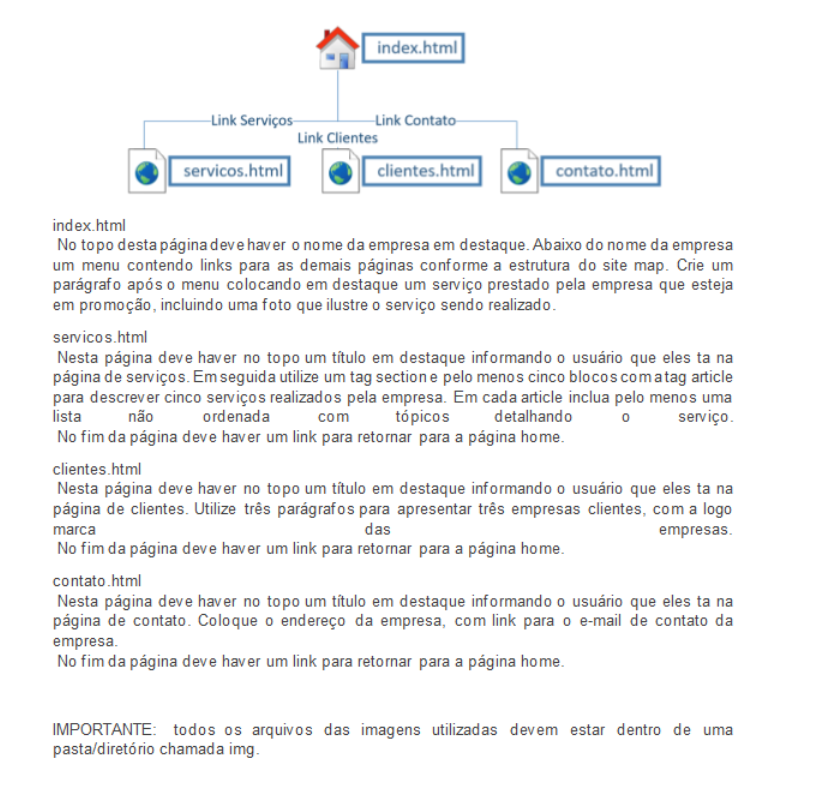 index.html
Link Serviços
Link Contato
Link Clientes
servicos.html
clientes.html
contato.html
index.html
No topo desta página deve haver o nome da empresa em destaque. Abaixo do nome da empresa
um menu contendo links para as demais páginas conforme a estrutura do site map. Crie um
parágrafo após o menu colocando em destaque um serviço prestado pela empresa que esteja
em promoção, incluindo uma foto que ilustre o serviço sendo realizado.
servicos.html
Nesta página deve haver no topo um título em destaque informando o usuário que eles ta na
página de serviços. Em seguida utilize um tag section e pelo menos cinco blocos com a tag article
para descrever cinco serviços realizados pela empresa. Em cada article inclua pelo menos uma
lista não ordenada com tópicos detalhando o serviço.
No fim da página deve haver um link para retornar para a página home.
clientes.html
Nesta página deve haver no topo um título em destaque informando o usuário que eles ta na
página de clientes. Utilize três parágrafos para apresentar três empresas clientes, com a logo
marca das empresas.
No fim da página deve haver um link para retornar para a página home.
contato.html
Nesta página deve haver no topo um título em destaque informando o usuário que eles ta na
página de contato. Coloque o endereço da empresa, com link para o e-mail de contato da
empresa.
No fim da página deve haver um link para retornar para a página home.
IMPORTANTE: todos os arquivos das imagens utilizadas devem estar dentro de uma
pasta/diretório chamada img.